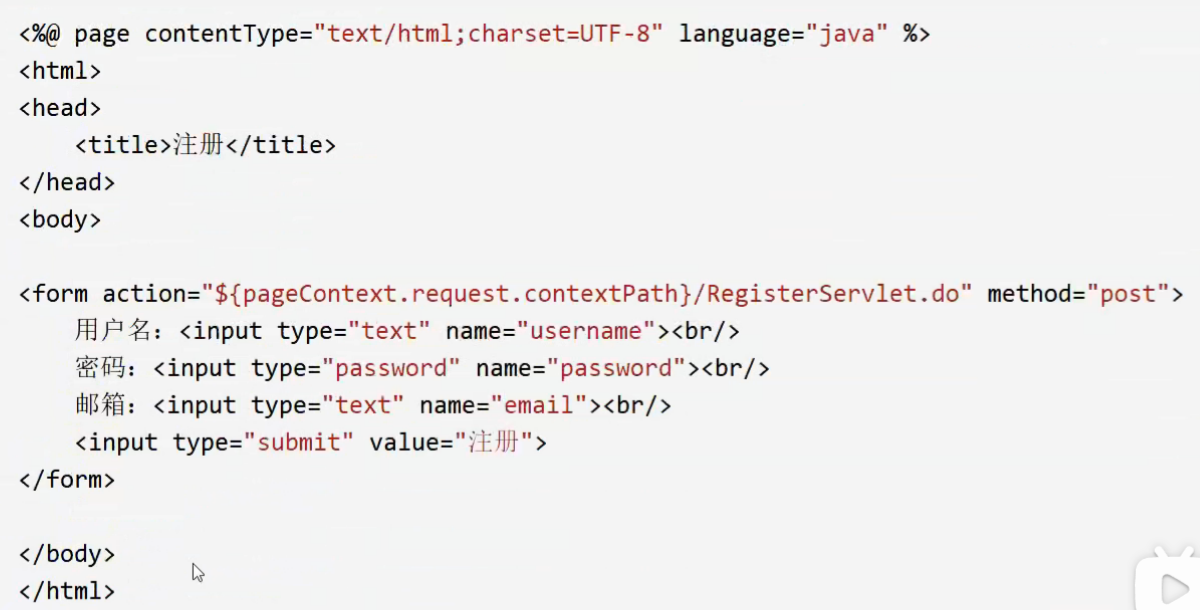 <%@ page contentType="text/html;charset=UTF-8" language="java" %>
<html>
<head>
    <title>注册</title>
</head>
<body>

<form action="${pageContext.request.contextPath}/RegisterServlet.do" method="post">
    用户名：<input type="text" name="username"><br/>
    密码：<input type="password" name="password"><br/>
    邮箱：<input type="text" name="email"><br/>
    <input type="submit" value="注册">
</form>

</body>
</html>